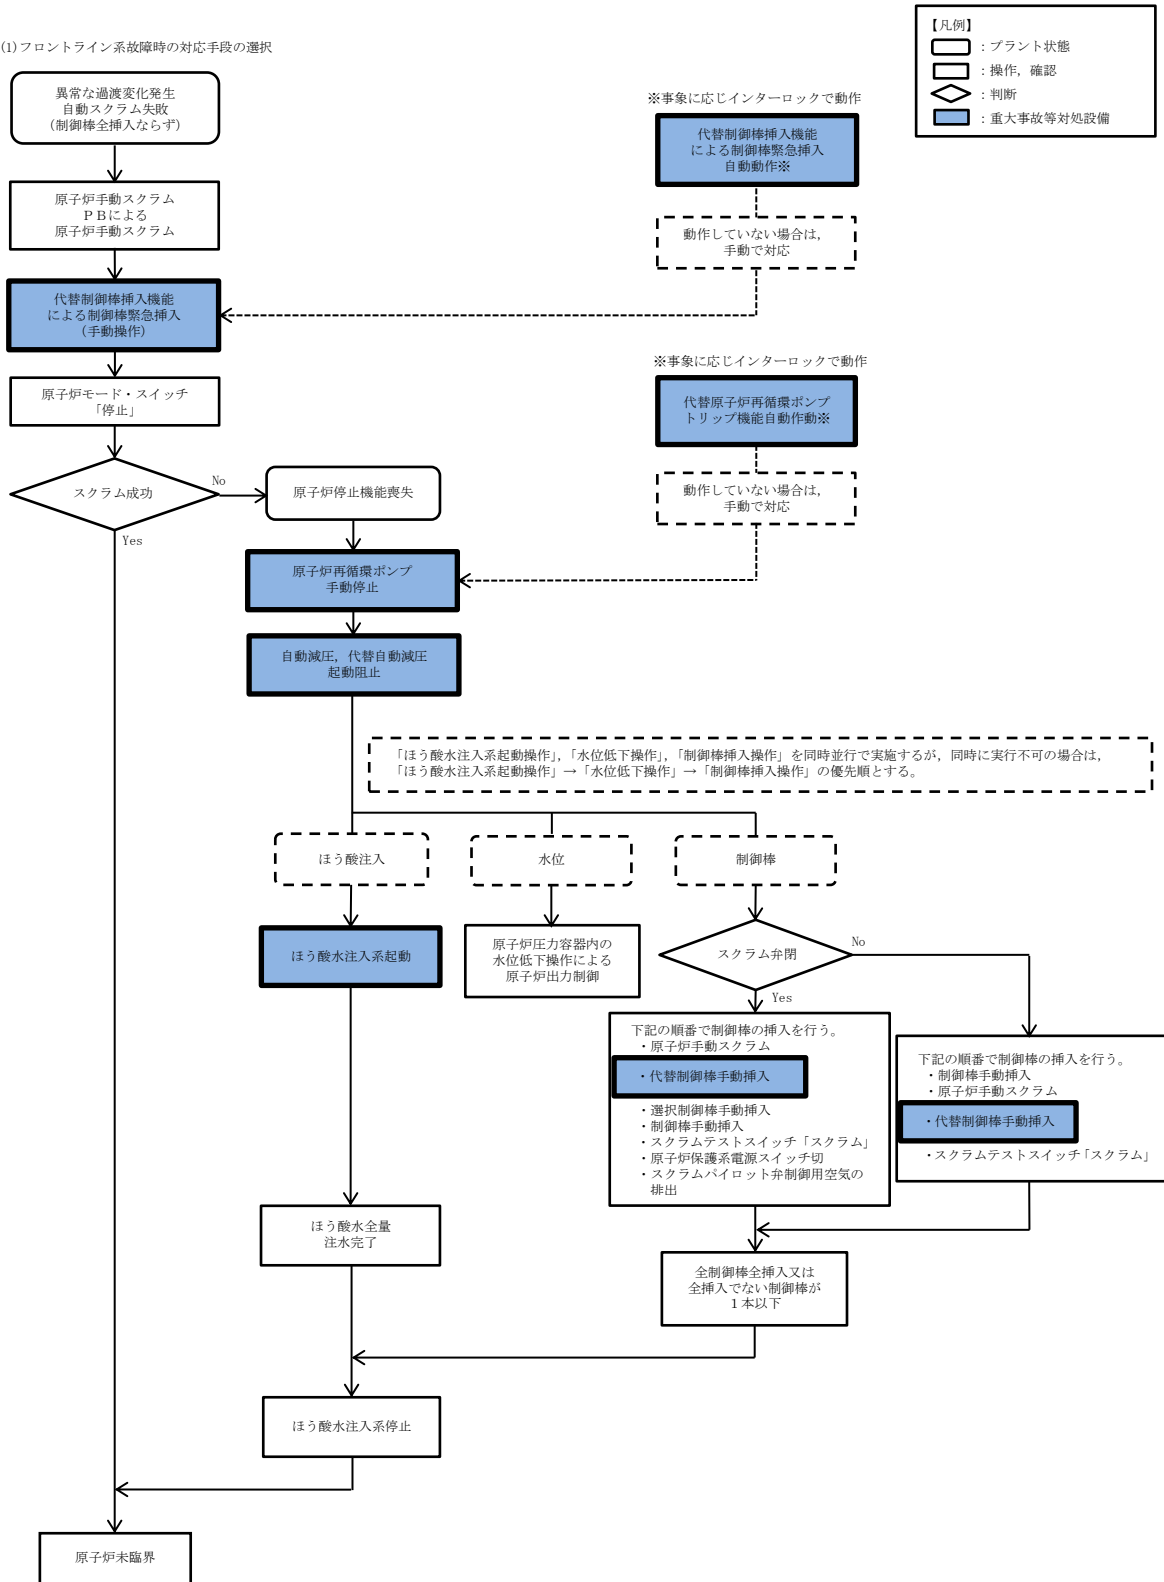 (1)フロントライン系故障時の対応手段の選択
【凡例】
：プラント状態
：操作，確認
：判断
：重大事故等対処設備
異常な過渡変化発生
自動スクラム失敗
（制御棒全挿入ならず）
※事象に応じインターロックで動作
代替制御棒挿入機能
による制御棒緊急挿入
自動動作※
原子炉手動スクラム
ＰＢによる
原子炉手動スクラム
動作していない場合は，
手動で対応
代替制御棒挿入機能
による制御棒緊急挿入
（手動操作）
※事象に応じインターロックで動作
原子炉モード・スイッチ
「停止」
代替原子炉再循環ポンプ
トリップ機能自動作動※
スクラム成功
No
Yes
原子炉停止機能喪失
動作していない場合は，
手動で対応
原子炉再循環ポンプ
手動停止
自動減圧，代替自動減圧
起動阻止
「ほう酸水注入系起動操作」，「水位低下操作」，「制御棒挿入操作」を同時並行で実施するが，同時に実行不可の場合は，
「ほう酸水注入系起動操作」→「水位低下操作」→「制御棒挿入操作」の優先順とする。
ほう酸注入
水位
制御棒
ほう酸水注入系起動
原子炉圧力容器内の
水位低下操作による
原子炉出力制御
スクラム弁閉
No
Yes
下記の順番で制御棒の挿入を行う。
・原子炉手動スクラム
・代替制御棒手動挿入
・選択制御棒手動挿入
・制御棒手動挿入
・スクラムテストスイッチ「スクラム」
・原子炉保護系電源スイッチ切
・スクラムパイロット弁制御用空気の
排出
下記の順番で制御棒の挿入を行う。
・制御棒手動挿入
・原子炉手動スクラム
・代替制御棒手動挿入
・スクラムテストスイッチ「スクラム」
ほう酸水全量
注水完了
全制御棒全挿入又は
全挿入でない制御棒が
１本以下
ほう酸水注入系停止
原子炉未臨界